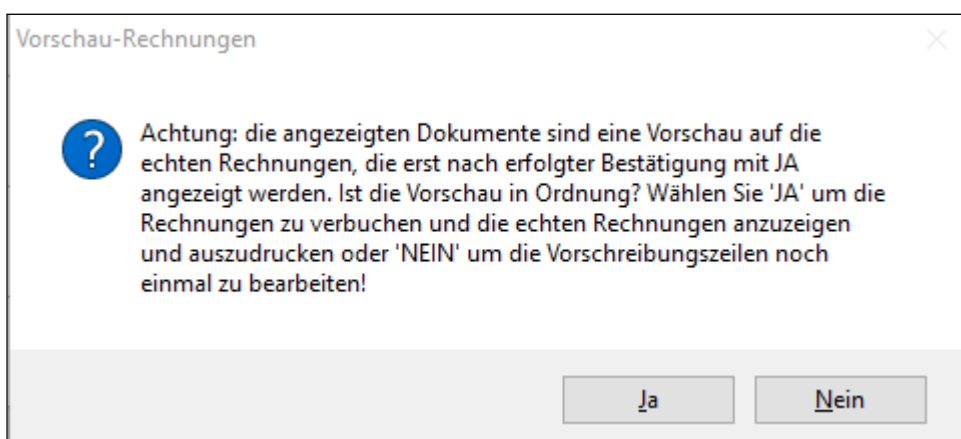 Vorschau-Rechnungen
Achtung: die angezeigten Dokumente sind eine Vorschau auf die
echten Rechnungen, die erst nach erfolgter Bestätigung mit JA
angezeigt werden. Ist die Vorschau in Ordnung? Wählen Sie 'JA' um die
Rechnungen zu verbuchen und die echten Rechnungen anzuzeigen
und auszudrucken oder 'NEIN' um die Vorschreibungszeilen noch
einmal zu bearbeiten!
Ja
Nein